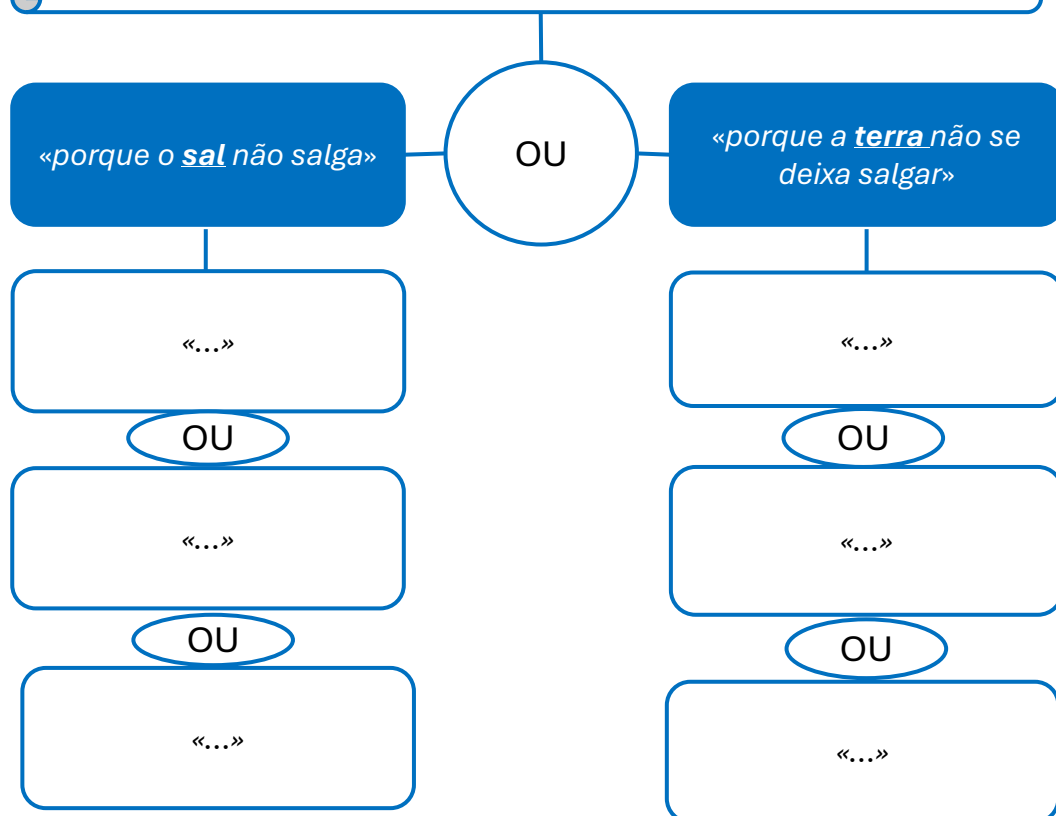 «porque o sal não salga»
OU
«porque a terra não se
deixa salgar»
«...»
«...»
OU
OU
«...»
«...»
OU
OU
«...»
«...»